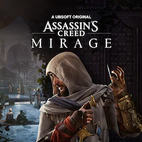 A UBISOFT ORIGINAL
ASSASSIN'S
CREED
MIRAGE